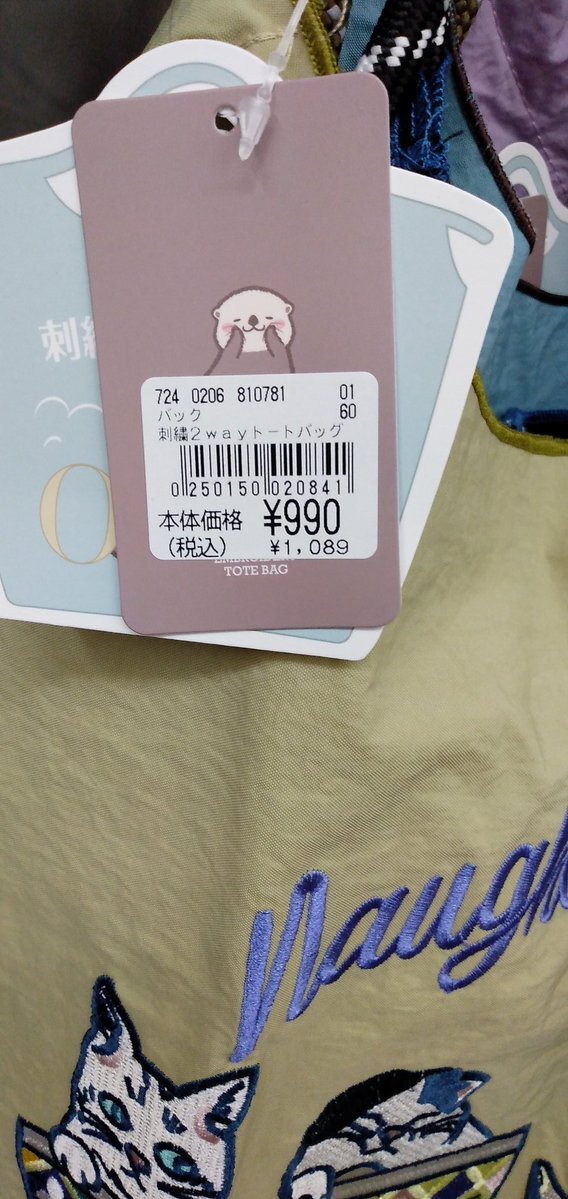 刺繍
724 0206 810781 01
バック 60
刺繍2wayトートバッグ
0250150020841
本体価格 ¥990
(税込) ¥1,089
TOTE BAG